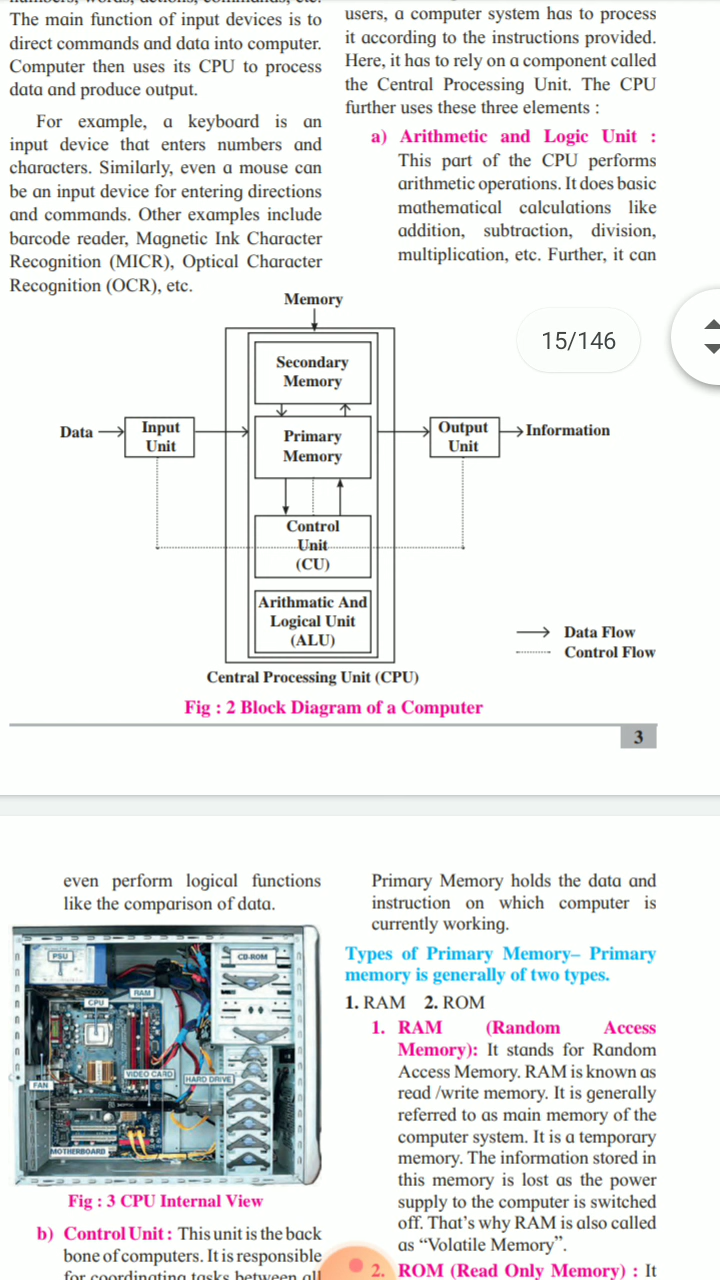 The main function of input devices is to
direct commands and data into computer.
Computer then uses its CPU to process
data and produce output.
For example, a keyboard is an
input device that enters numbers and
characters. Similarly, even a mouse can
be an input device for entering directions
and commands. Other examples include
barcode reader, Magnetic Ink Character
Recognition (MICR), Optical Character
Recognition (OCR), etc.
users, a computer system has to process
it according to the instructions provided.
Here, it has to rely on a component called
the Central Processing Unit. The CPU
further uses these three elements :
a) Arithmetic and Logic Unit :
This part of the CPU performs
arithmetic operations. It does basic
mathematical calculations like
addition, subtraction, division,
multiplication, etc. Further, it can
15/146
Memory
Secondary
Memory
Data
Input
Unit
Primary
Memory
Output
Unit
Information
Control
Unit
(CU)
Arithmatic And
Logical Unit
(ALU)
Data Flow
Control Flow
Central Processing Unit (CPU)
Fig : 2 Block Diagram of a Computer
3
even perform logical functions
like the comparison of data.
PSU
CD-ROM
RAM
CPU
VIDEO CARD
HARD DRIVE
FAN
MOTHERBOARD
Fig : 3 CPU Internal View
b) Control Unit : This unit is the back
bone of computers. It is responsible
for coordinating tasks between all
Primary Memory holds the data and
instruction on which computer is
currently working.
Types of Primary Memory– Primary
memory is generally of two types.
1. RAM 2. ROM
1. RAM (Random Access
Memory): It stands for Random
Access Memory. RAM is known as
read /write memory. It is generally
referred to as main memory of the
computer system. It is a temporary
memory. The information stored in
this memory is lost as the power
supply to the computer is switched
off. That's why RAM is also called
as “Volatile Memory”.
2. ROM (Read Only Memory) : It